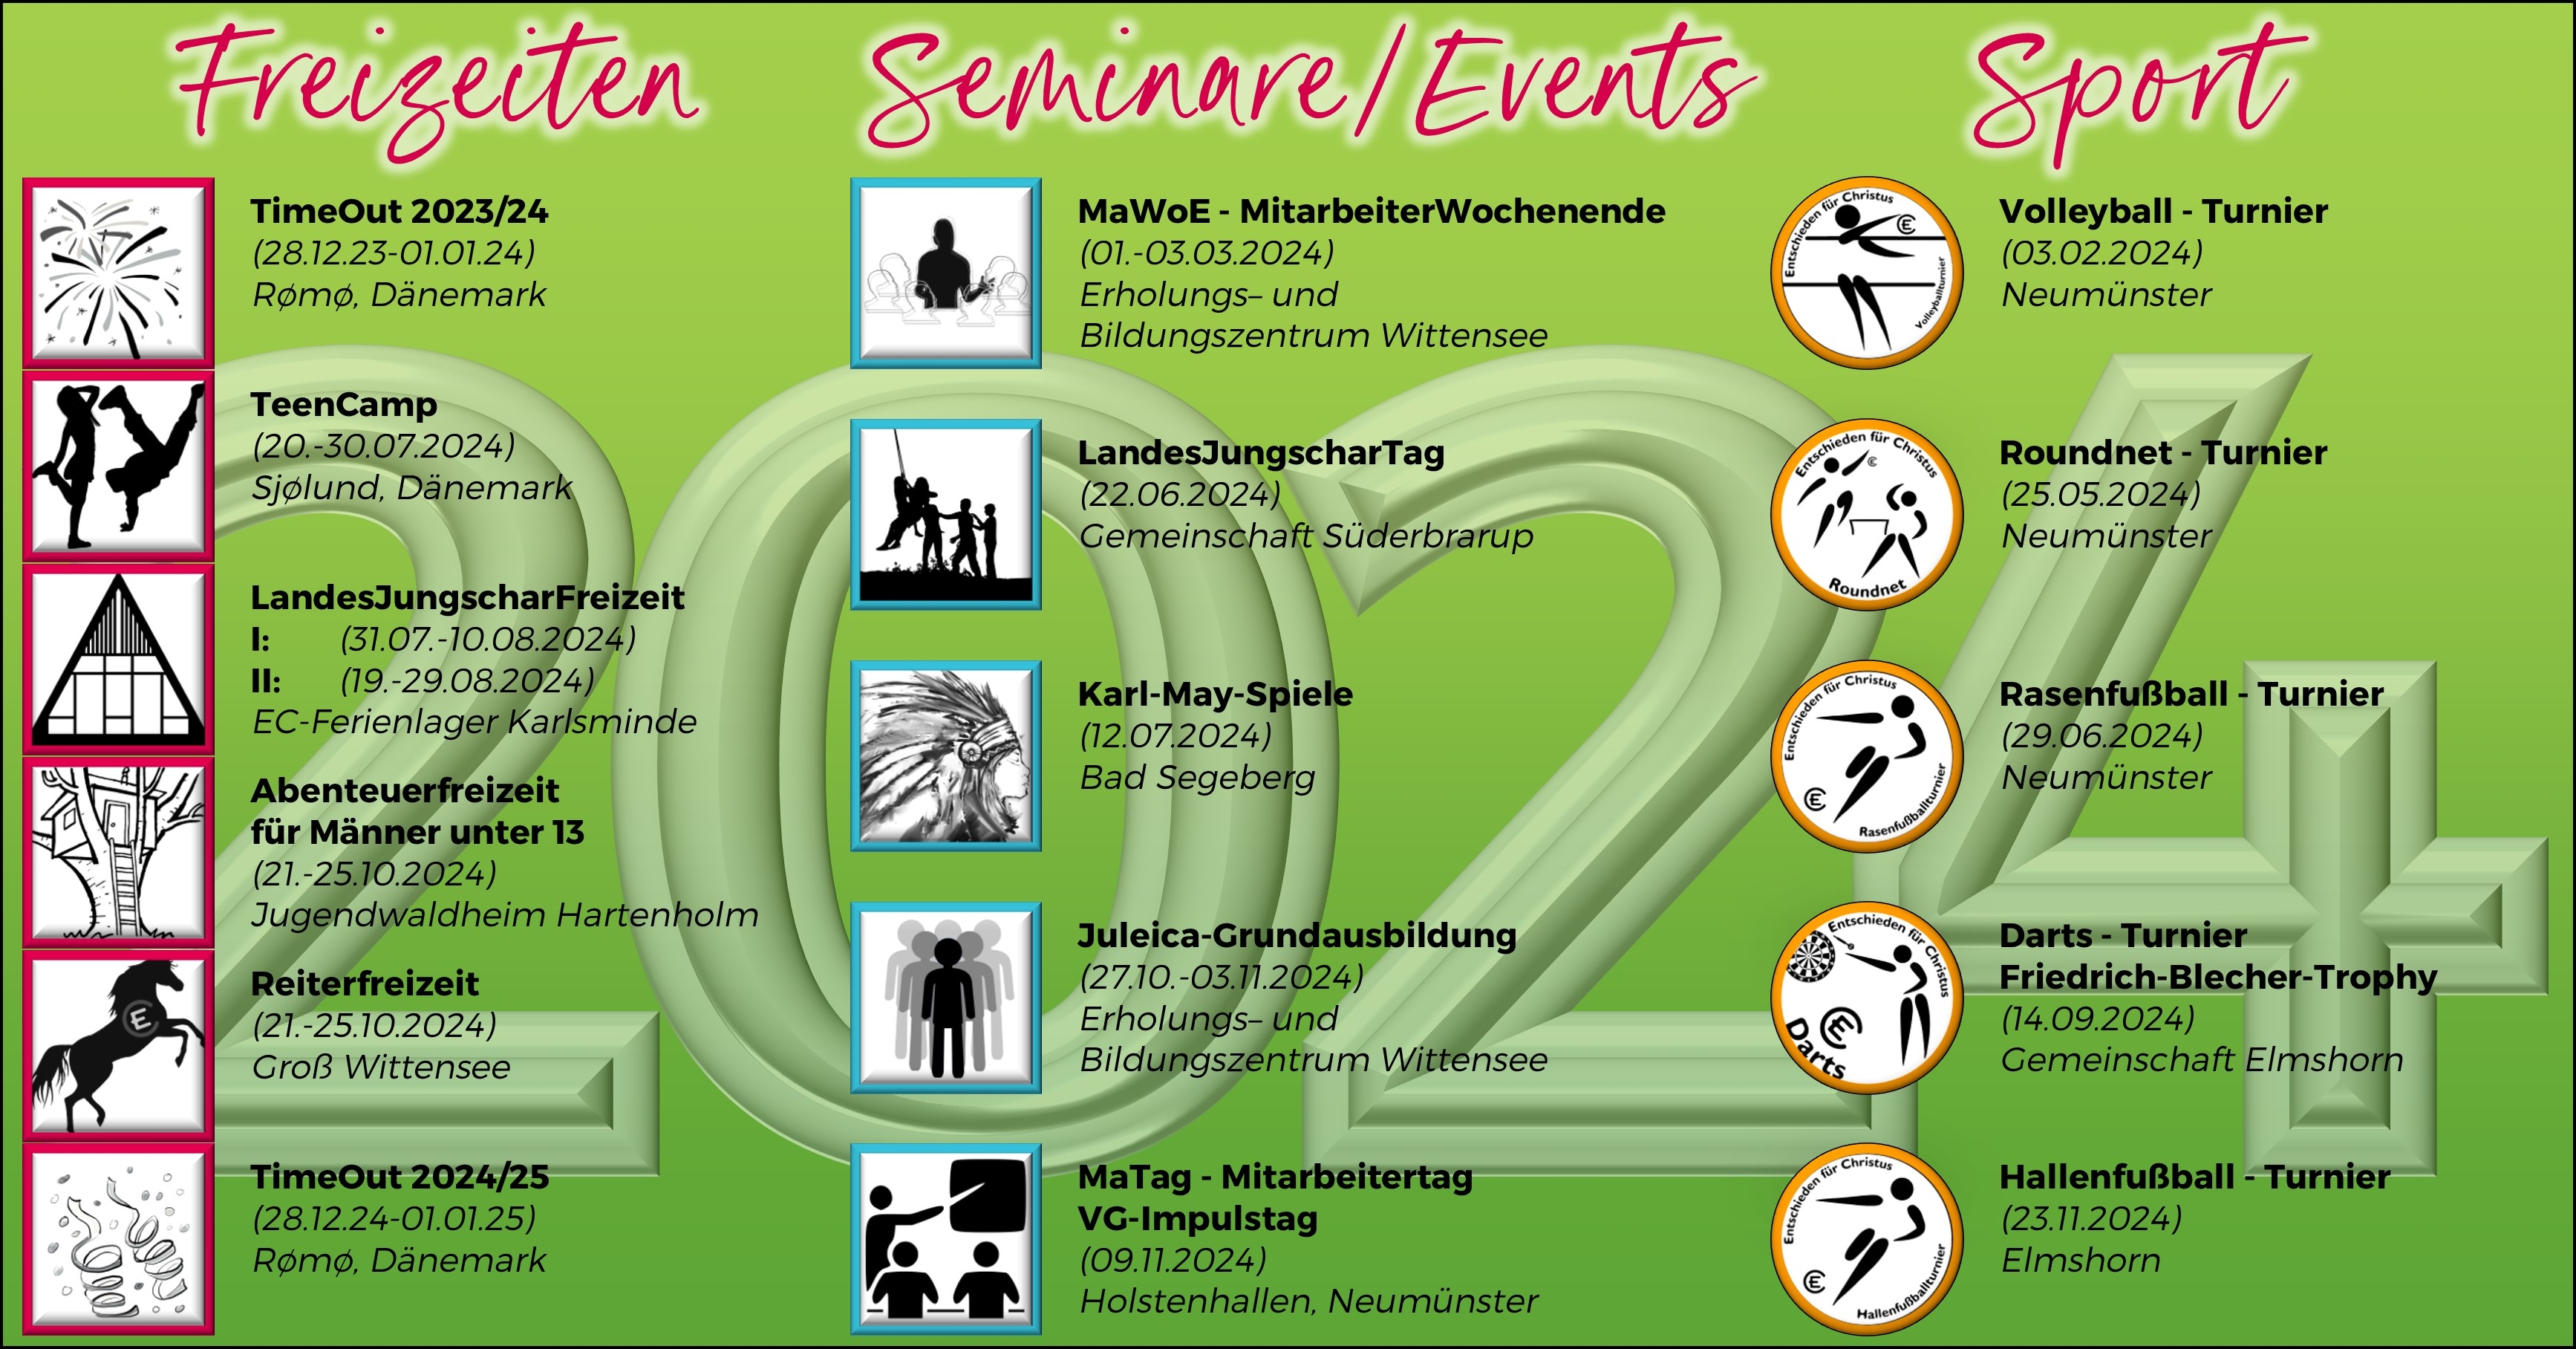 Freizeiten
TimeOut 2023/24
(28.12.23-01.01.24)
Rømø, Dänemark
TeenCamp
(20.-30.07.2024)
Sjølund, Dänemark
LandesJungscharFreizeit
I: (31.07.-10.08.2024)
II: (19.-29.08.2024)
EC-Ferienlager Karlsminde
Abenteuerfreizeit
für Männer unter 13
(21.-25.10.2024)
Jugendwaldheim Hartenholm
Reiterfreizeit
(21.-25.10.2024)
Groß Wittensee
TimeOut 2024/25
(28.12.24-01.01.25)
Rømø, Dänemark
Seminare/Events
MaWoE - MitarbeiterWochenende
(01.-03.03.2024)
Erholungs– und
Bildungszentrum Wittensee
LandesJungscharTag
(22.06.2024)
Gemeinschaft Süderbrarup
Karl-May-Spiele
(12.07.2024)
Bad Segeberg
Juleica-Grundausbildung
(27.10.-03.11.2024)
Erholungs– und
Bildungszentrum Wittensee
MaTag - Mitarbeitertag
VG-Impulstag
(09.11.2024)
Holstenhallen, Neumünster
Sport
Entschieden für Christus
EC
Volleyballturnier
Volleyball - Turnier
(03.02.2024)
Neumünster
Entschieden für Christus
EC
Roundnet
Roundnet - Turnier
(25.05.2024)
Neumünster
Entschieden für Christus
EC
Rasenfußballturnier
Rasenfußball - Turnier
(29.06.2024)
Neumünster
Entschieden für Christus
EC
Darts
Darts - Turnier
Friedrich-Blecher-Trophy
(14.09.2024)
Gemeinschaft Elmshorn
Entschieden für Christus
EC
Hallenfußballturnier
Hallenfußball - Turnier
(23.11.2024)
Elmshorn
2024